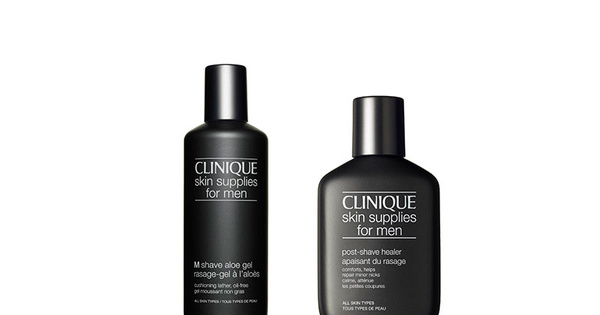 CLINIQUE
skin supplies
for men
M-shave aloe gel
rasage-gel à l'aloès
cushioning lather, oil-free
gel moussant non gras
ALL SKIN TYPES / TOUS TYPES DE PEAU
CLINIQUE
skin supplies
for men
post-shave healer
apaisant du rasage
comforts, helps
repair minor nicks
calme, atténue
les petites coupures
ALL SKIN TYPES
TOUS TYPES DE PEAU